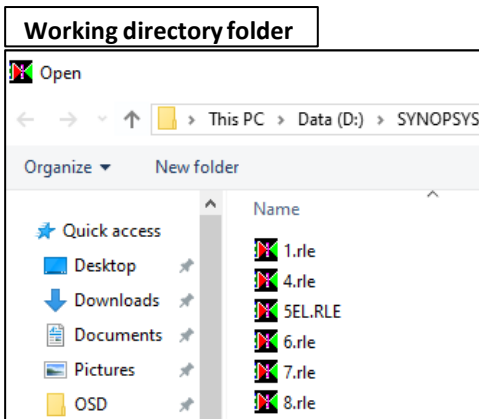 Working directory folder
Open
This PC > Data (D:) > SYNOPSYS
Organize New folder
Name
Quick access
Desktop
Downloads
Documents
Pictures
OSD
1.rle
4.rle
5EL.RLE
6.rle
7.rle
8.rle